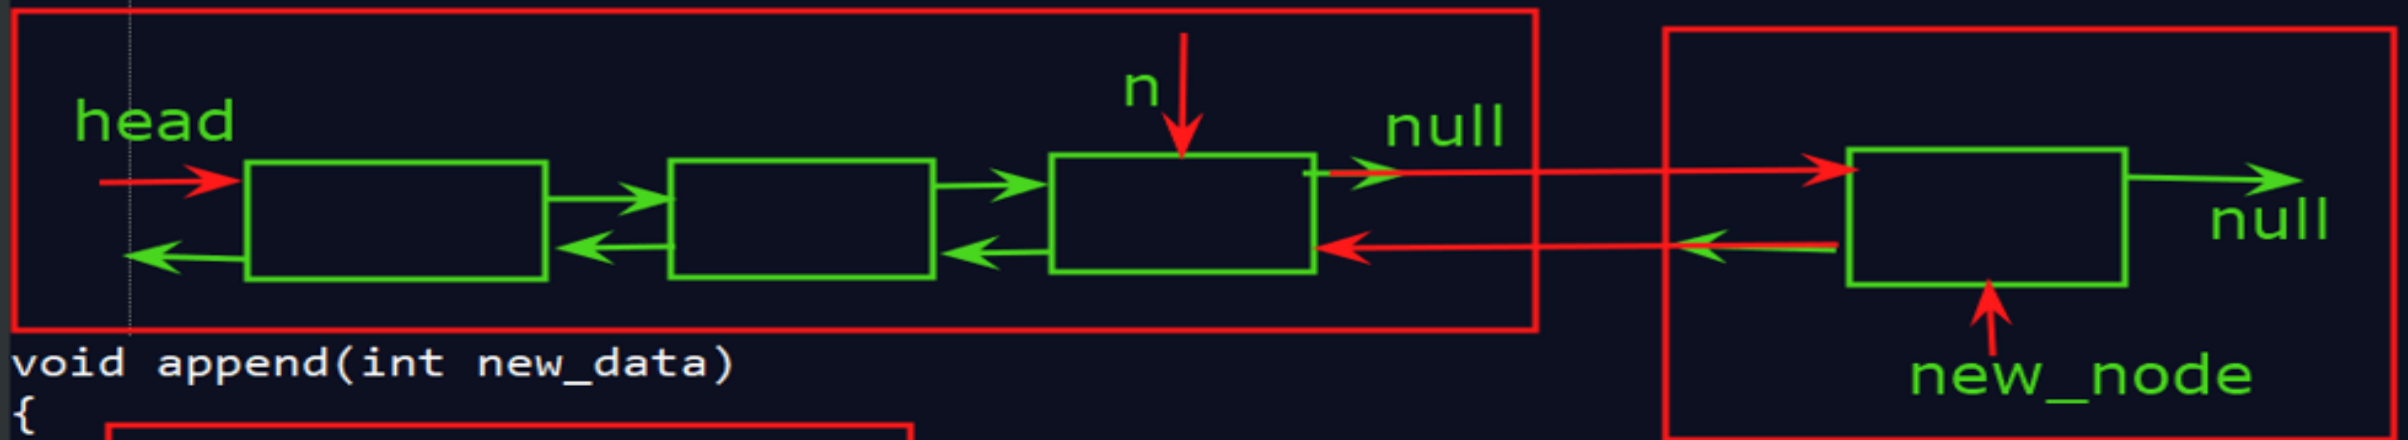 n
head
null
null
new_node
void append(int new_data)
{